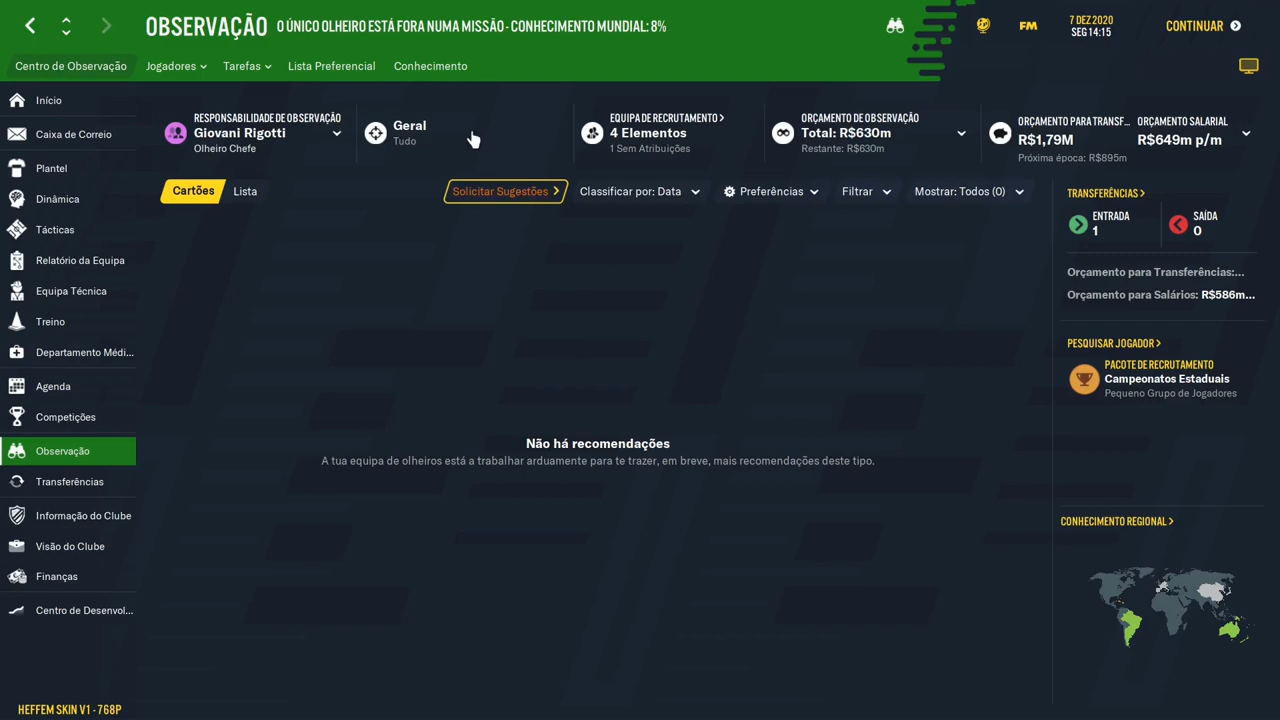 OBSERVAÇÃO
O ÚNICO OLHEIRO ESTÁ FORA NUMA MISSÃO - CONHECIMENTO MUNDIAL: 8%
FM
7 DEZ 2020
SEG 14:15
CONTINUAR
Centro de Observação
Jogadores
Tarefas
Lista Preferencial
Conhecimento
Início
Caixa de Correio
Plantel
Dinâmica
Tácticas
Relatório da Equipa
Equipa Técnica
Treino
Departamento Médi...
Agenda
Competições
Observação
Transferências
Informação do Clube
Visão do Clube
Finanças
Centro de Desenvol...
HEFFEM SKIN V1 - 768P
RESPONSABILIDADE DE OBSERVAÇÃO
Giovani Rigotti
Olheiro Chefe
Geral
Tudo
EQUIPA DE RECRUTAMENTO >
4 Elementos
1 Sem Atribuições
ORÇAMENTO DE OBSERVAÇÃO
Total: R$630m
Restante: R$630m
ORÇAMENTO PARA TRANSF...
R$1,79M
Próxima época: R$895m
ORÇAMENTO SALARIAL
R$649m p/m
Cartões
Lista
Solicitar Sugestões >
Classificar por: Data
Preferências
Filtrar
Mostrar: Todos (0)
Não há recomendações
A tua equipa de olheiros está a trabalhar arduamente para te trazer, em breve, mais recomendações deste tipo.
TRANSFERÊNCIAS >
ENTRADA
1
SAÍDA
0
Orçamento para Transferências:...
Orçamento para Salários: R$586m...
PESQUISAR JOGADOR >
PACOTE DE RECRUTAMENTO
Campeonatos Estaduais
Pequeno Grupo de Jogadores
CONHECIMENTO REGIONAL >